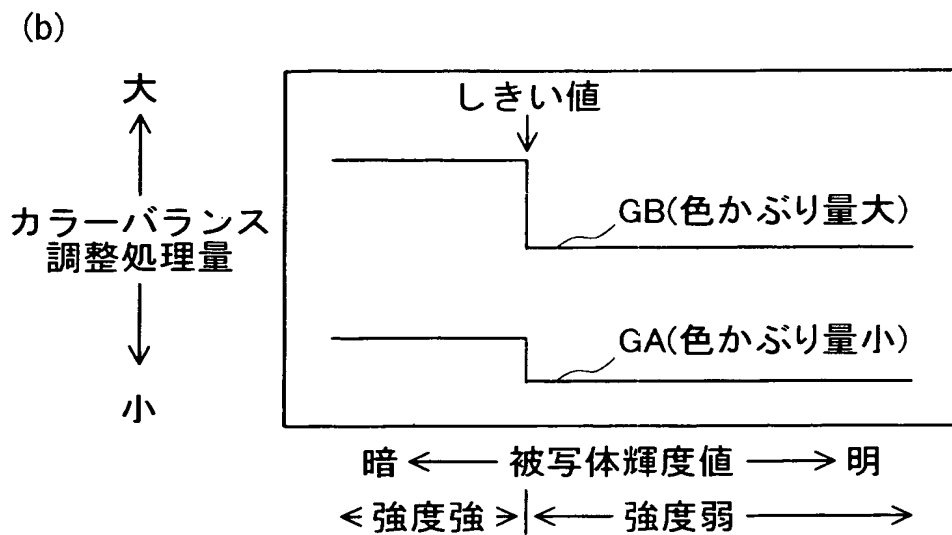 (b)
大
しきい値
カラーバランス
調整処理量
GB(色かぶり量大)
GA(色かぶり量小)
小
暗 被写体輝度値 明
強度強 強度弱